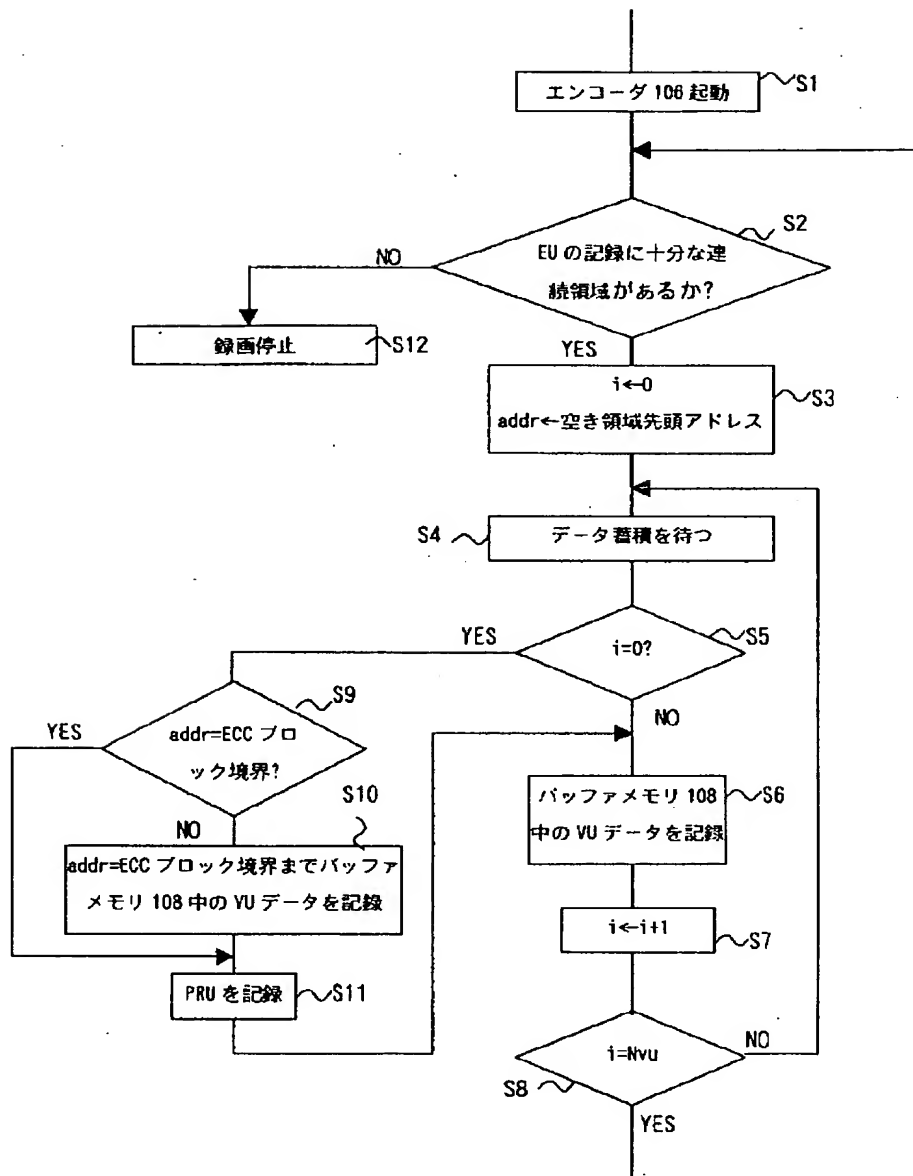 エンコーダ 106 起動
S1
S2
EU の記録に十分な連
続領域があるか?
NO
録画停止
S12
YES
i←0
addr←空き領域先頭アドレス
S3
S4
データ蓄積を待つ
YES
i=0?
S5
S9
YES
addr=ECC ブロ
ック境界?
NO
S10
NO
バッファメモリ 108
中の VU データを記録
S6
addr=ECC ブロック境界までバッファ
メモリ 108 中の VU データを記録
i←i+1
S7
PRU を記録
S11
i=Nvu
NO
S8
YES